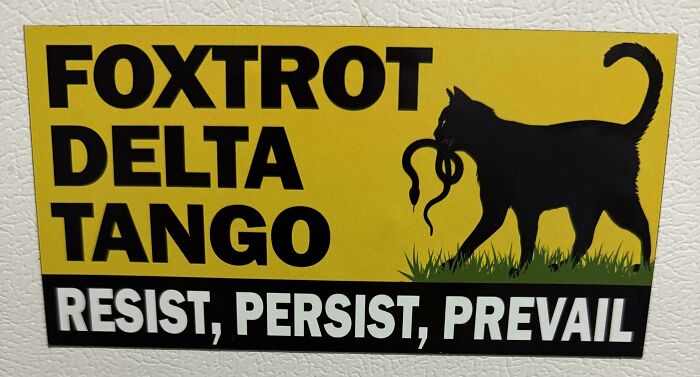 FOXTROT
DELTA
TANGO
RESIST, PERSIST, PREVAIL